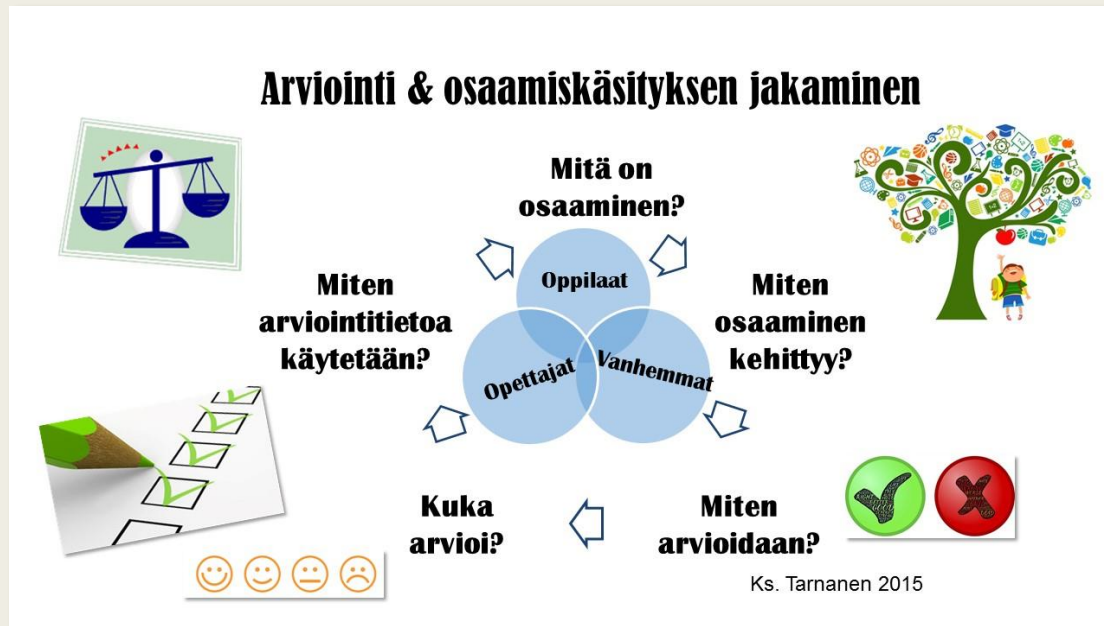 Arviointi & osaamiskäsityksen jakaminen
Mitä on
osaaminen?
Oppilaat
Miten
arviointitietoa
käytetään?
Miten
osaaminen
kehittyy?
Opettajat
Vanhemmat
Kuka
arvioi?
Miten
arvioidaan?
Ks. Tarnanen 2015